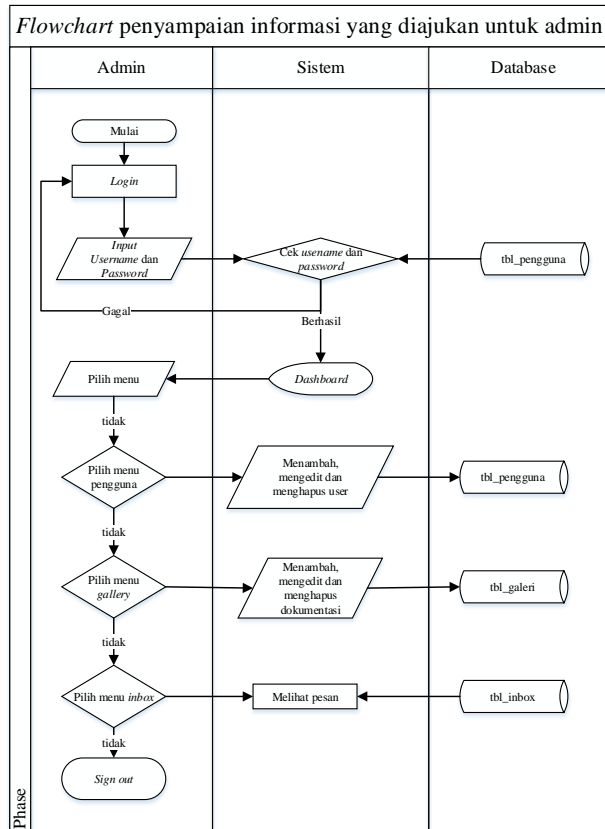 Flowchart penyampaian informasi yang diajukan untuk admin
Admin
Sistem
Database
Mulai
Login
Input
Username dan
Password
Cek usename dan
password
tbl_pengguna
Gagal
Berhasil
Pilih menu
Dashboard
tidak
Pilih menu
pengguna
Menambah,
mengedit dan
menghapus user
tbl_pengguna
tidak
Pilih menu
gallery
Menambah,
mengedit dan
menghapus
dokumentasi
tbl_galeri
tidak
Pilih menu inbox
Melihat pesan
tbl_inbox
tidak
Sign out
Phase